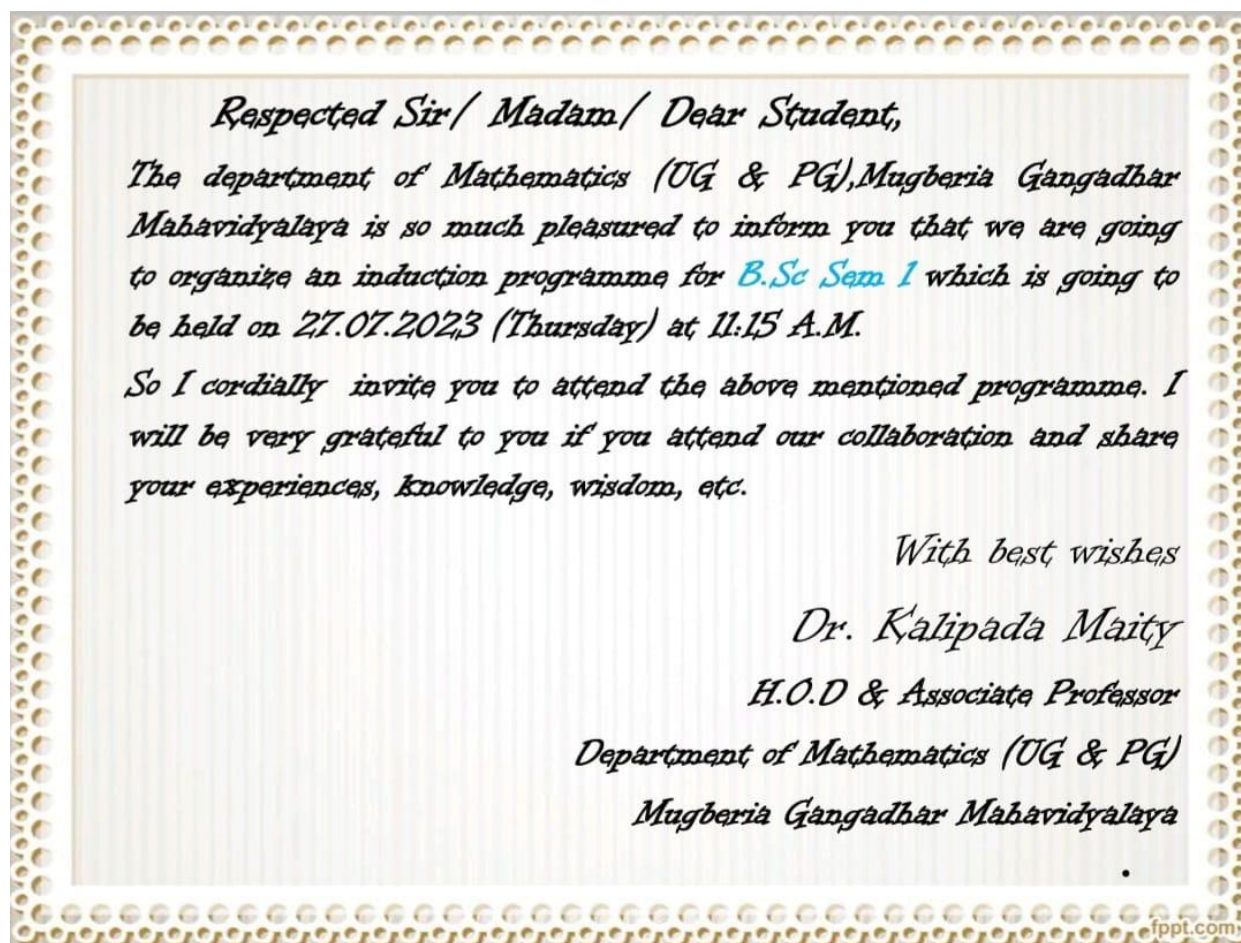 Respected Sir/ Madam/ Dear Student,
The department of Mathematics (UG & PG),Mugberia Gangadhar
Mahavidyalaya is so much pleasured to inform you that we are going
to organize an induction programme for B.Sc Sem 1 which is going to
be held on 27.07.2023 (Thursday) at 11:15 A.M.
So I cordially invite you to attend the above mentioned programme. I
will be very grateful to you if you attend our collaboration and share
your experiences, knowledge, wisdom, etc.
With best wishes
Dr. Kalipada Maity
H.O.D & Associate Professor
Department of Mathematics (UG & PG)
Mugberia Gangadhar Mahavidyalaya
.
fppt.com